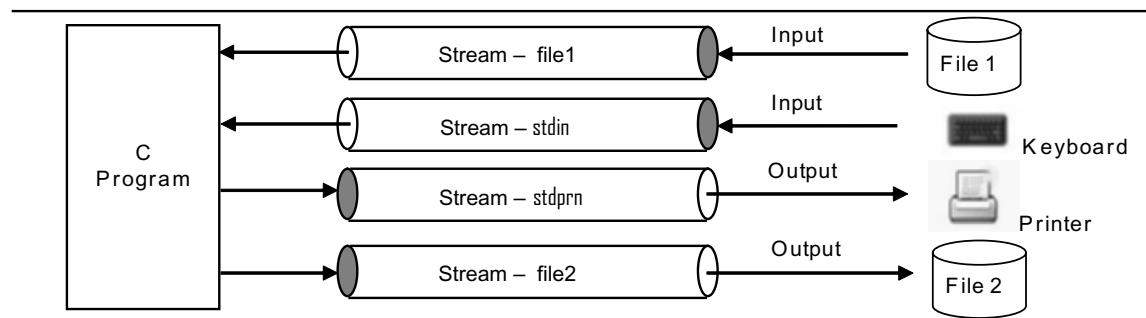 Input
Stream – file1
File 1
Input
Stream – stdin
Keyboard
C
Program
Output
Stream – stdprn
Printer
Output
Stream – file2
File 2